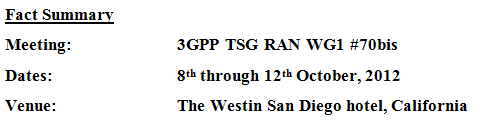 Fact Summary
Meeting: 3GPP TSG RAN WG1 #70bis
Dates: 8th through 12th October, 2012
Venue: The Westin San Diego hotel, California